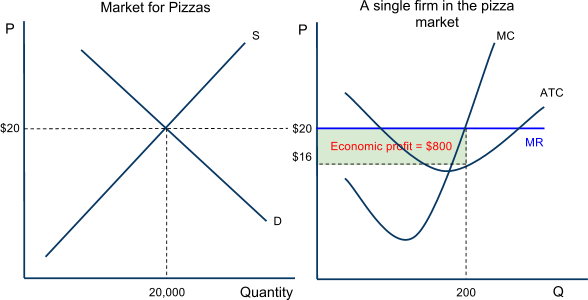 Market for Pizzas
P
S
$20
D
20,000
Quantity
A single firm in the pizza
market
P
MC
ATC
$20
MR
Economic profit = $800
$16
200
Q